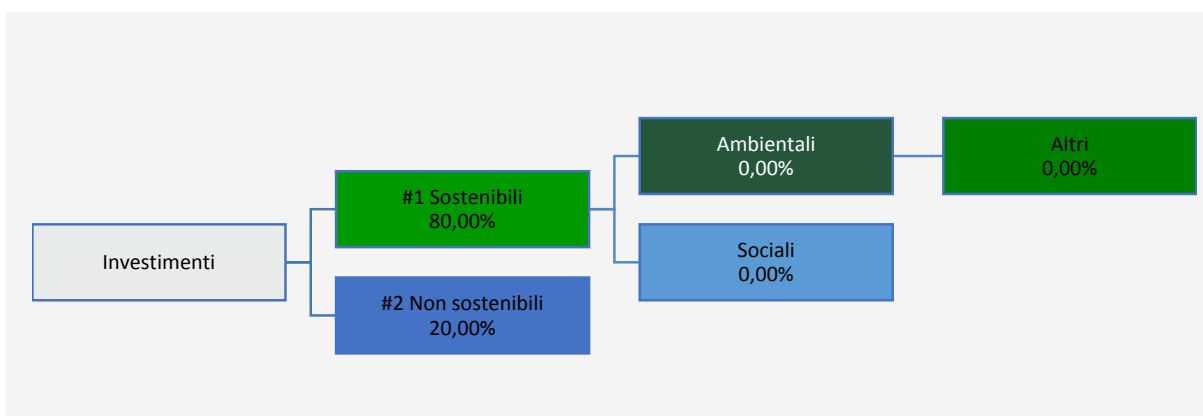 Investimenti
#1 Sostenibili
80,00%
#2 Non sostenibili
20,00%
Ambientali
0,00%
Sociali
0,00%
Altri
0,00%